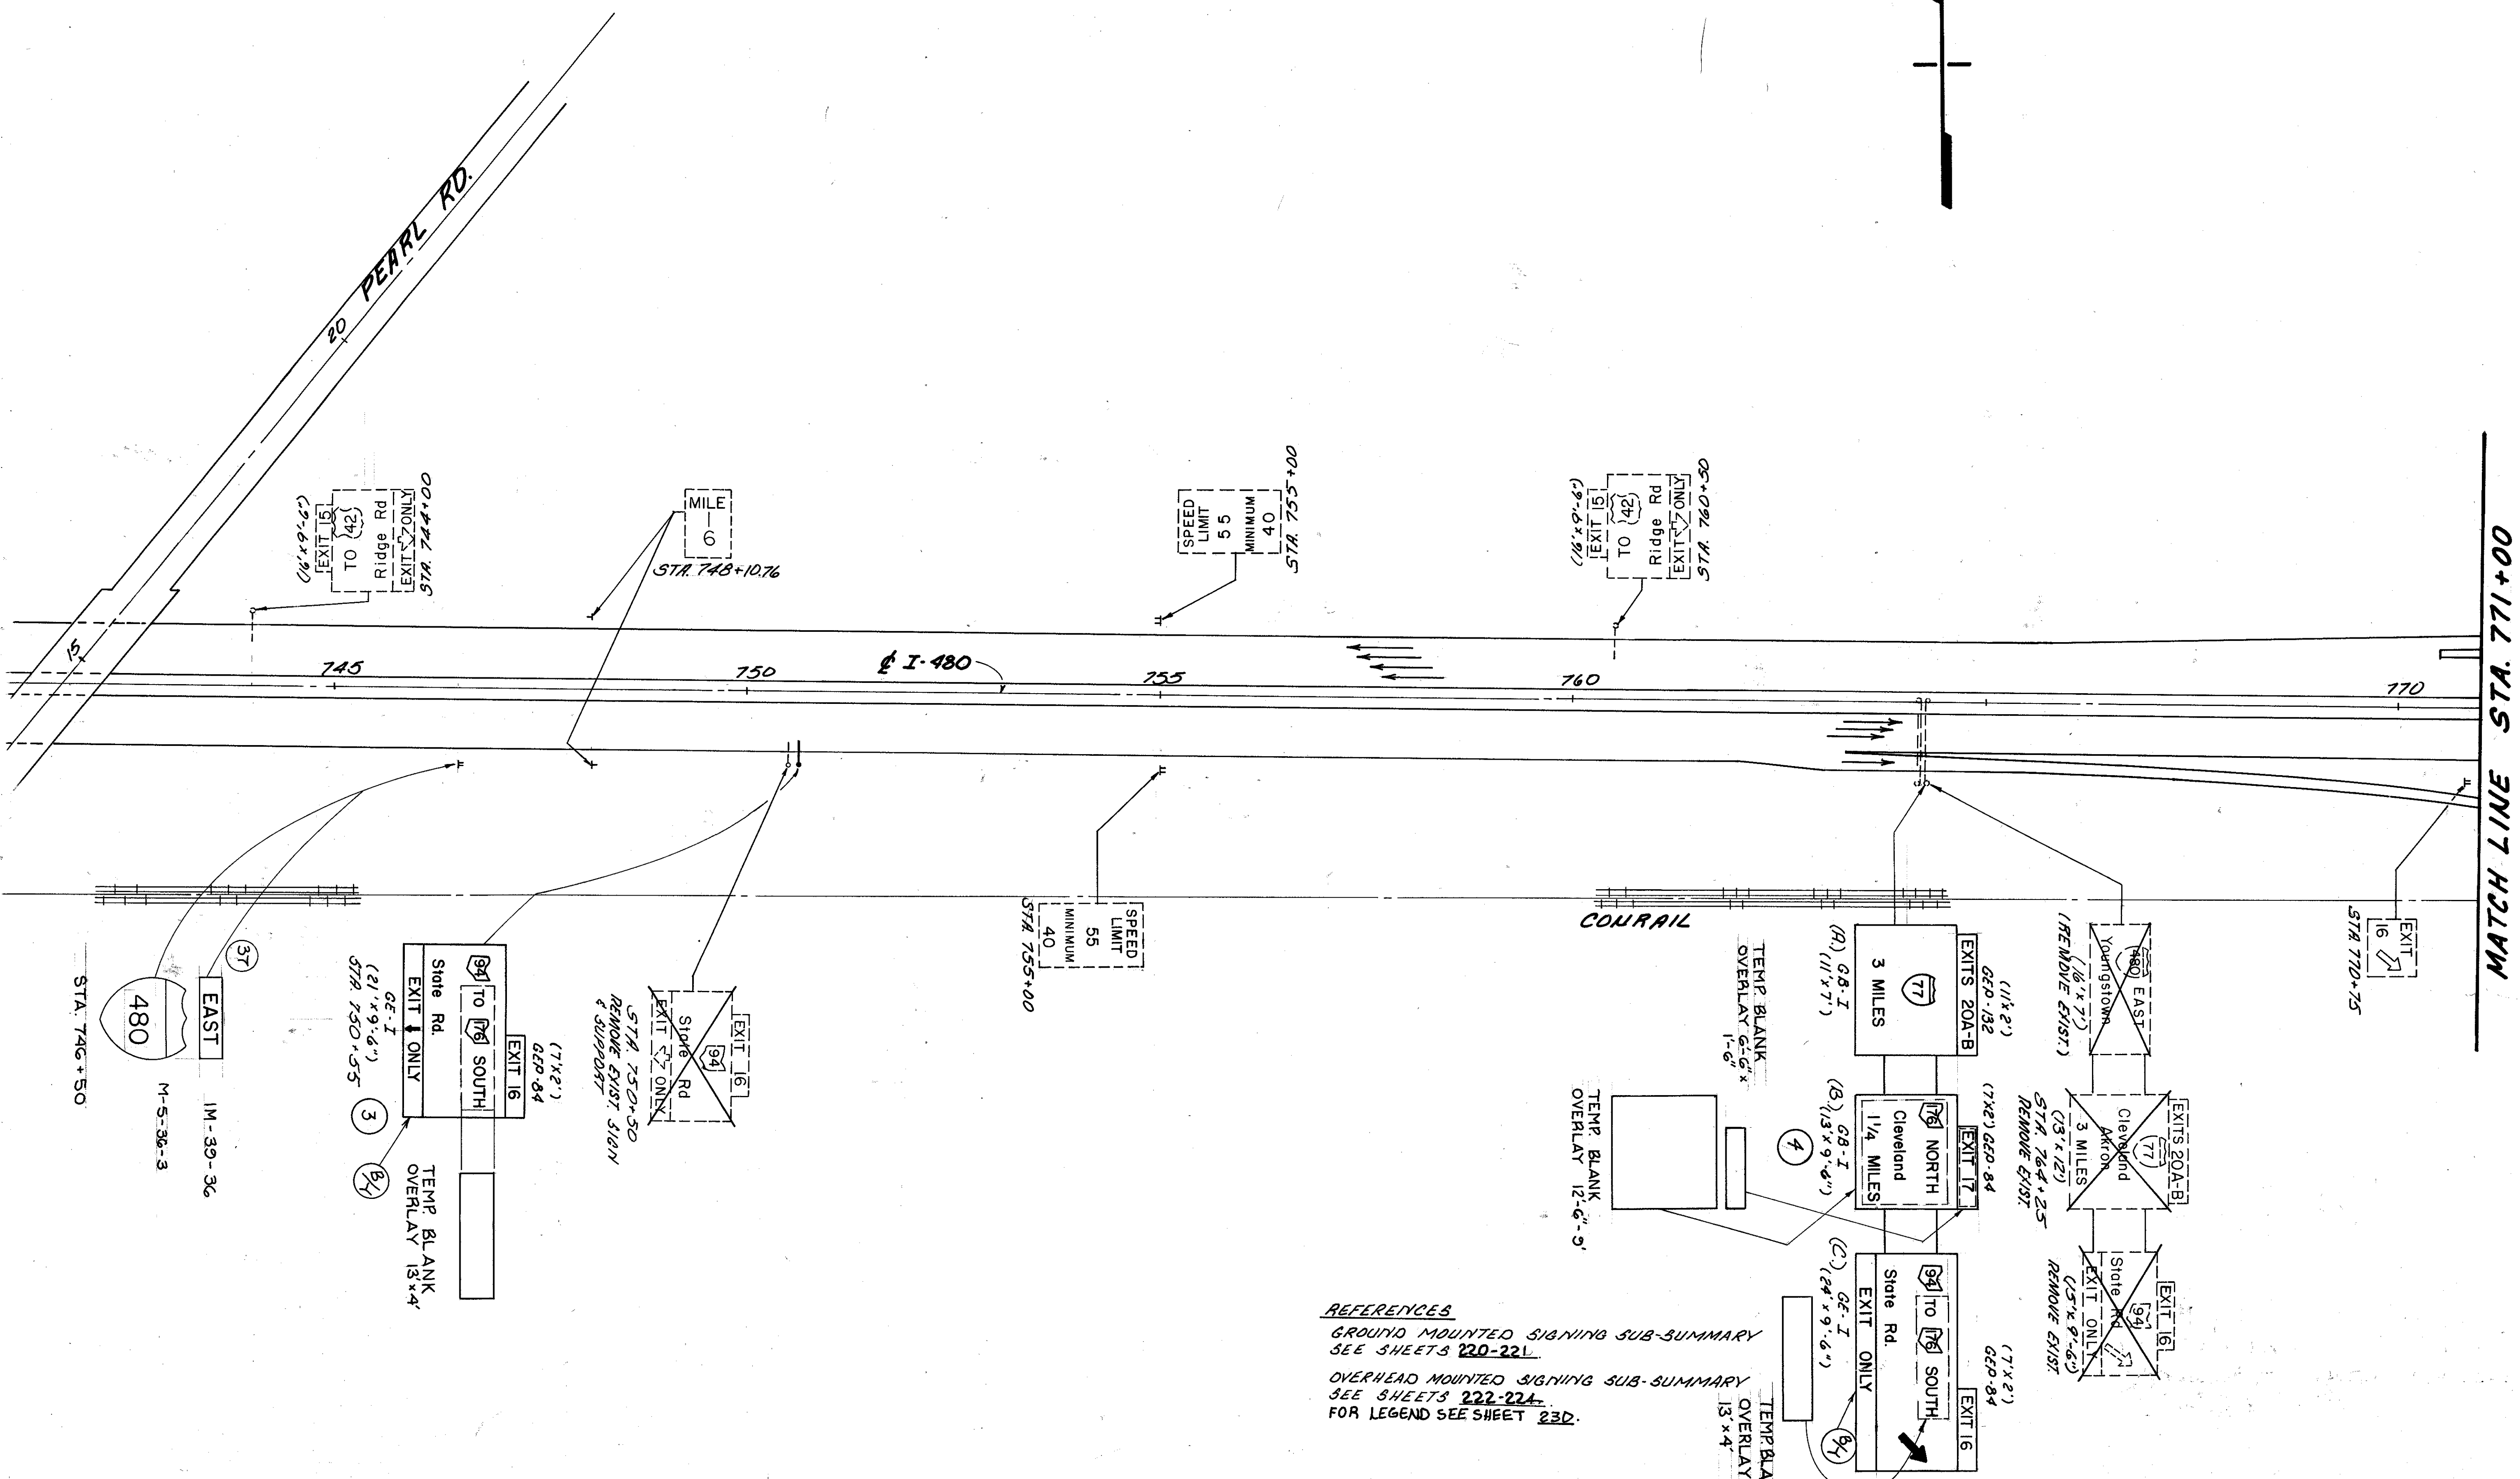 PEARL RD.
20
15
STA. 744+00
EXIT ONLY
Ridge Rd
TO 42
EXIT 15
(16'x9'-6")
MILE
6
STA. 748+10.76
SPEED
LIMIT
55
MINIMUM
40
STA. 755+00
STA. 760+50
EXIT ONLY
Ridge Rd
TO 42
EXIT 15
(16'x9'-6")
745
750
₵ I-480
755
760
770
MATCH LINE STA. 771+00
CONRAIL
3T
EAST
480
1M-39-36
M-5-36-3
STA. 746+50
(7'x2')
GEP-84
EXIT 16
94 TO 176 SOUTH
State Rd.
EXIT ONLY
GE-I
(21'x9'-6")
STA. 750+55
3
B/Y
TEMP. BLANK
OVERLAY 13'x4'
EXIT 16
94
State Rd
EXIT ONLY
STA. 750+50
REMOVE EXIST. SIGN
& SUPPORT
SPEED
LIMIT
55
MINIMUM
40
STA. 755+00
(11'x2')
GEP-132
EXITS 20A-B
77
3 MILES
(A.) GB-I
(11'x7')
TEMP. BLANK
OVERLAY 6'-6"x
1'-6"
(7'x2') GEP-84
EXIT 17
176 NORTH
Cleveland
1 1/4 MILES
(B.) GB-I
(13'x9'-6")
4
TEMP. BLANK
OVERLAY 12'-6"-9'
(7'x2')
GEP-84
EXIT 16
94 TO 176 SOUTH
State Rd.
EXIT ONLY
(C.) GE-I
(24'x9'-6")
B/Y
TEMP. BLA
OVERLAY
13'x4'
480 EAST
Youngstown
(16'x7')
(REMOVE EXIST.)
EXITS 20A-B
77
Cleveland
Akron
3 MILES
(13'x12')
STA. 764+25
REMOVE EXIST.
EXIT 16
94
State Rd
EXIT ONLY
(15'x9'-6")
REMOVE EXIST.
EXIT
16
STA. 770+75
REFERENCES
GROUND MOUNTED SIGNING SUB-SUMMARY
SEE SHEETS 220-221.
OVERHEAD MOUNTED SIGNING SUB-SUMMARY
SEE SHEETS 222-224.
FOR LEGEND SEE SHEET 230.